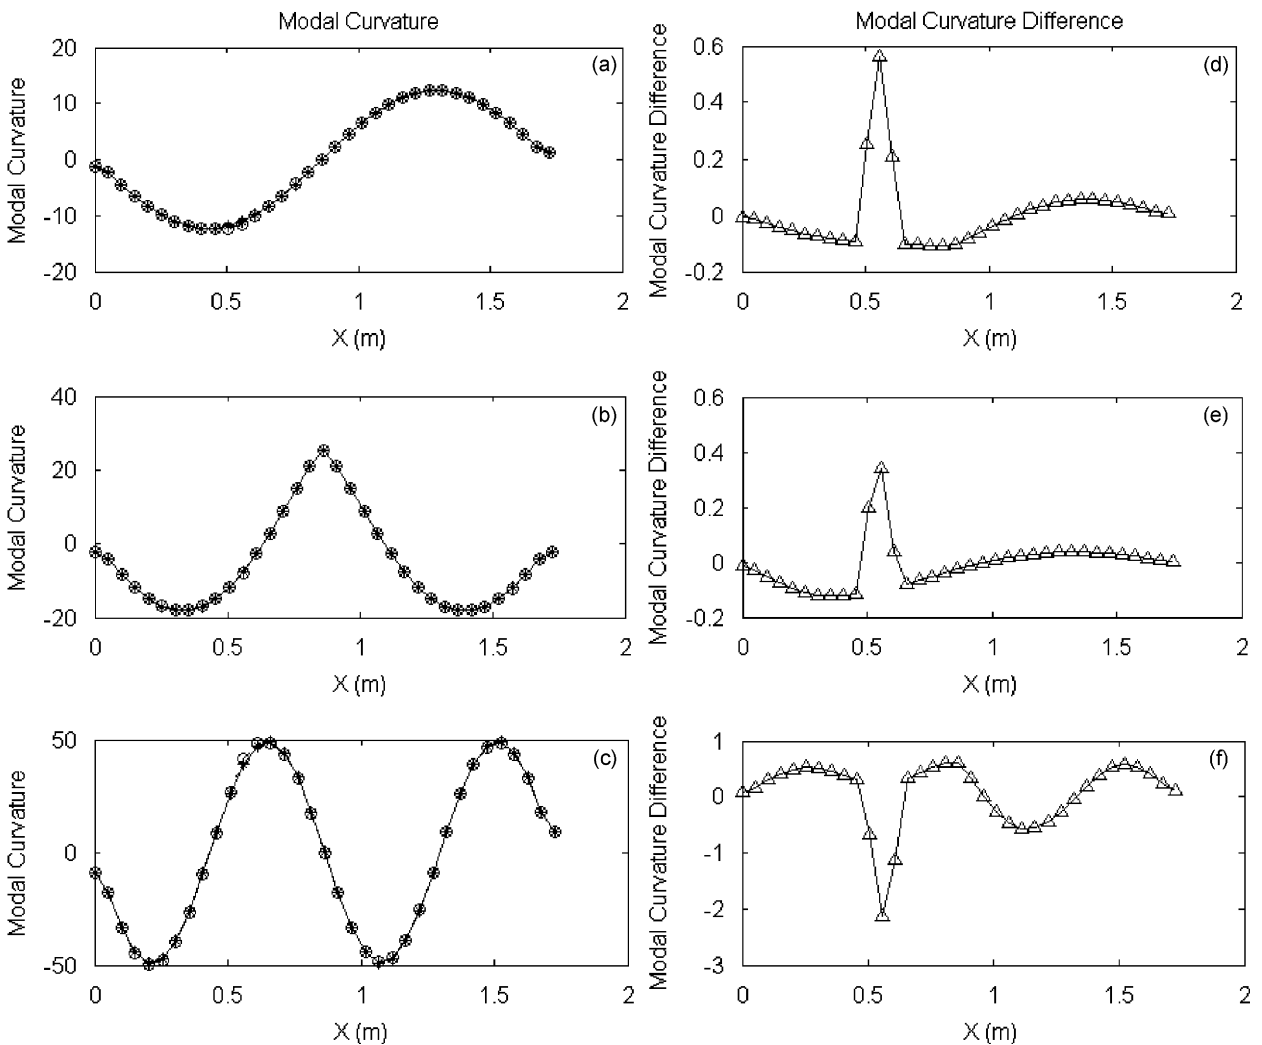 Modal Curvature
Modal Curvature
20
10
0
-10
-20
0 0.5 1 1.5 2
X (m)
(a)
Modal Curvature Difference
Modal Curvature Difference
0.6
0.4
0.2
0
-0.2
0 0.5 1 1.5 2
X (m)
(d)
Modal Curvature
40
20
0
-20
0 0.5 1 1.5 2
X (m)
(b)
Modal Curvature Difference
0.6
0.4
0.2
0
-0.2
0 0.5 1 1.5 2
X (m)
(e)
Modal Curvature
50
0
-50
0 0.5 1 1.5 2
X (m)
(c)
Modal Curvature Difference
1
0
-1
-2
-3
0 0.5 1 1.5 2
X (m)
(f)